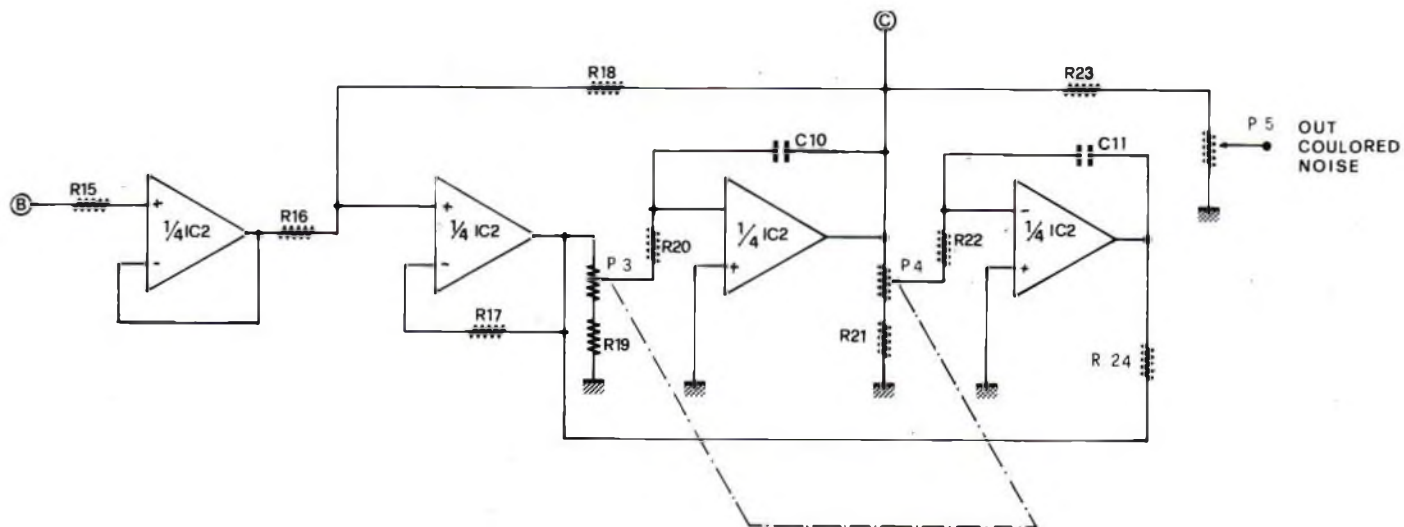 C
R18
R23
P 5 OUT
COULORED
NOISE
C10
C11
B
R15
+
1/4 IC2
-
R16
+
1/4 IC2
-
R17
P 3
R19
R20
1/4 IC2
+
P4
R21
R22
-
1/4 IC2
+
R 24